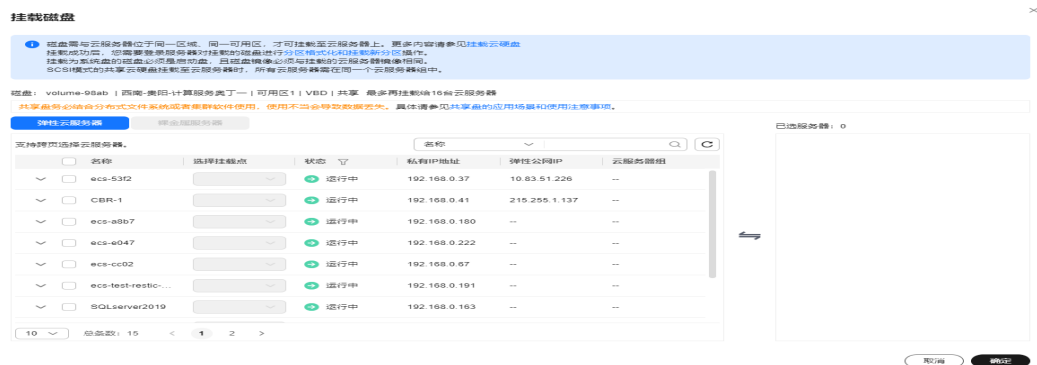 挂载磁盘
磁盘需与云服务器位于同一区域、同一可用区，才可挂载至云服务器上。更多内容请参见挂载云硬盘
挂载成功后，您需要登录服务器对挂载的磁盘进行分区格式化和挂载新分区操作。
挂载为系统盘的磁盘必须是启动盘，且磁盘镜像必须与挂载的云服务器镜像相同。
SCSI模式的共享云硬盘挂载至云服务器时，所有云服务器需在同一个云服务器组中。
磁盘： volume-98ab | 西南-贵阳-计算服务奥丁一 | 可用区1 | VBD | 共享 最多再挂载给16台云服务器
共享盘务必结合分布式文件系统或者集群软件使用，使用不当会导致数据丢失。具体请参见共享盘的应用场景和使用注意事项。
弹性云服务器 裸金属服务器 已选服务器：0
支持跨页选择云服务器。 名称
名称 选择挂载点 状态 私有IP地址 弹性公网IP 云服务器组
ecs-53f2 运行中 192.168.0.37 10.83.51.226 --
CBR-1 运行中 192.168.0.41 215.255.1.137 --
ecs-a8b7 运行中 192.168.0.180 -- --
ecs-e047 运行中 192.168.0.222 -- --
ecs-cc02 运行中 192.168.0.67 -- --
ecs-test-restic-... 运行中 192.168.0.191 -- --
SQLserver2019 运行中 192.168.0.163 -- --
10 总条数：15 < 1 2 >
取消 确定